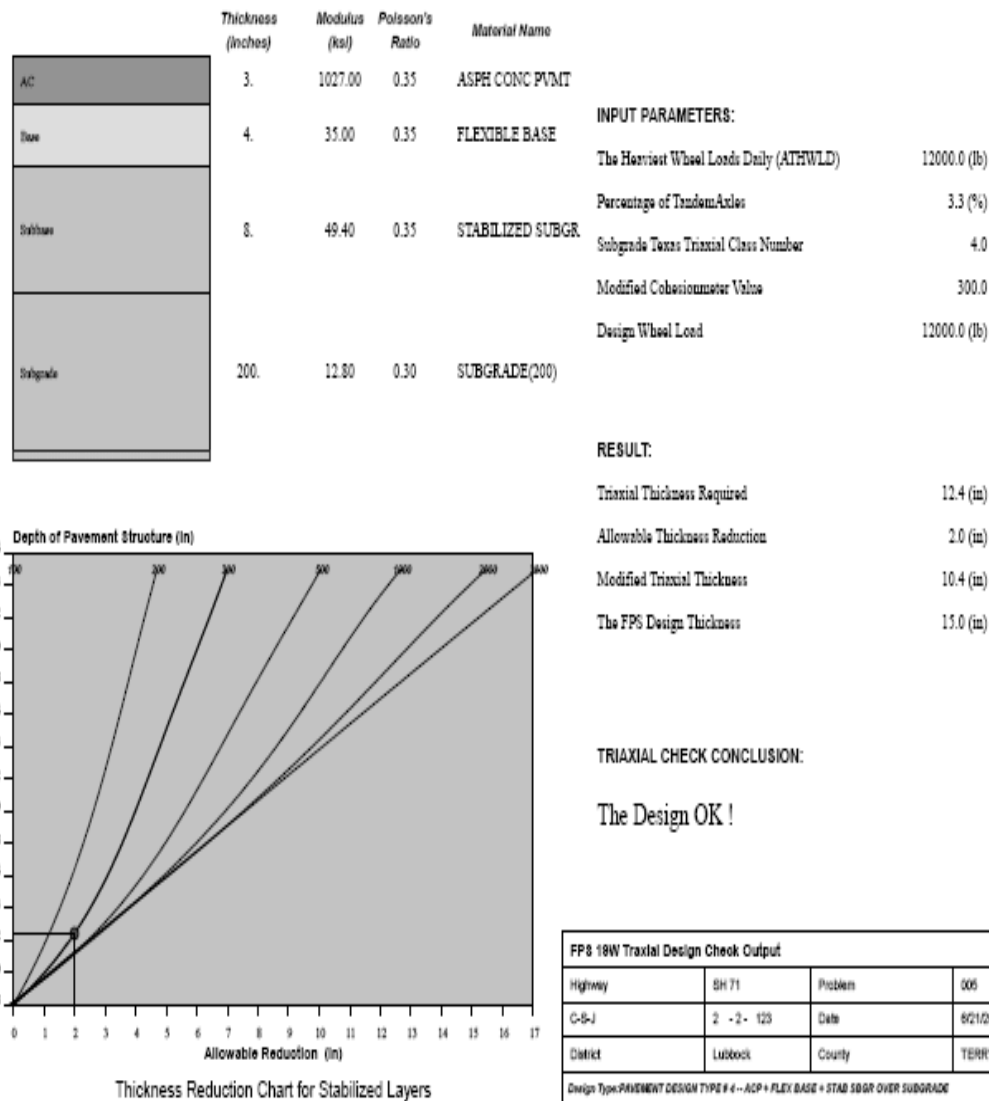 Thickness (Inches) Modulus (ksi) Poisson's Ratio Material Name
AC 3. 1027.00 0.35 ASPH CONC PVMT
Base 4. 35.00 0.35 FLEXIBLE BASE
Subbase 8. 49.40 0.35 STABILIZED SUBGR
Subgrade 200. 12.80 0.30 SUBGRADE(200)
INPUT PARAMETERS:
The Heaviest Wheel Loads Daily (ATHWLD) 12000.0 (lb)
Percentage of TandemAxles 3.3 (%)
Subgrade Texas Triaxial Class Number 4.0
Modified Cohesionmeter Value 300.0
Design Wheel Load 12000.0 (lb)
RESULT:
Triaxial Thickness Required 12.4 (in)
Allowable Thickness Reduction 2.0 (in)
Modified Triaxial Thickness 10.4 (in)
The FPS Design Thickness 15.0 (in)
TRIAXIAL CHECK CONCLUSION:
The Design OK !
Depth of Pavement Structure (in)
100 200 300 500 1000 2000
0 1 2 3 4 5 6 7 8 9 10 11 12 13 14 15 16 17
Allowable Reduction (in)
Thickness Reduction Chart for Stabilized Layers
FPS 19W Traxial Design Check Output
Highway SH 71 Problem 005
C-S-J 2 - 2 - 123 Date 6/21/2
District Lubbock County TERR
Design Type:PAVEMENT DESIGN TYPE # 4 -- ACP + FLEX BASE + STAB SBGR OVER SUBGRADE